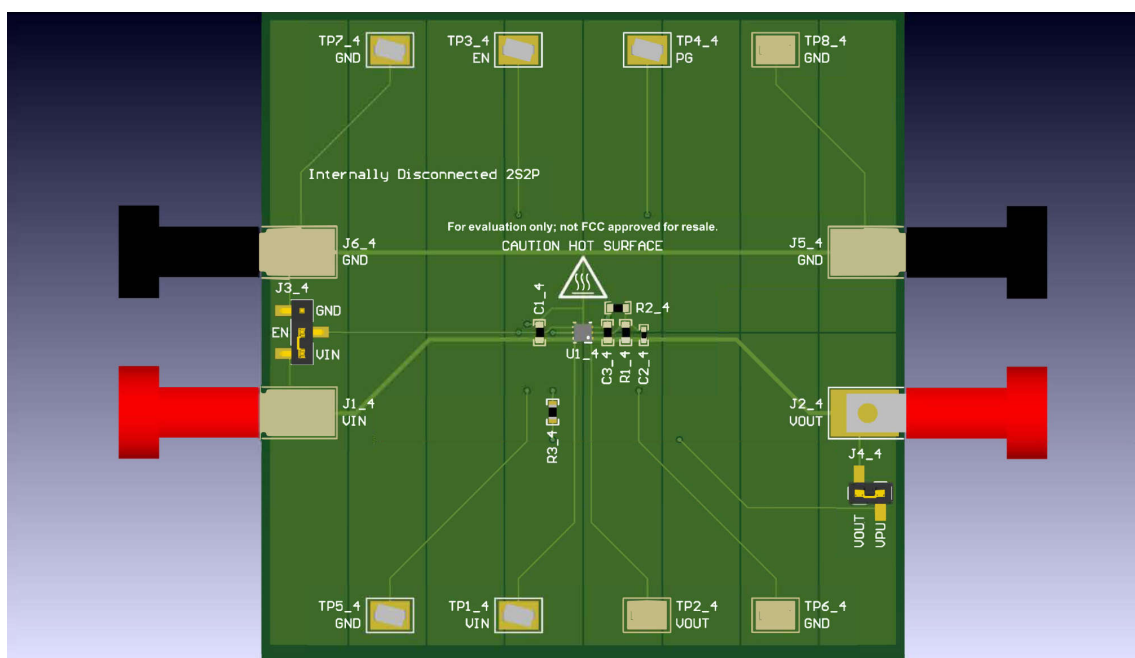 TP7_4
GND
TP3_4
EN
TP4_4
PG
TP8_4
GND
Internally Disconnected 2S2P
For evaluation only; not FCC approved for resale.
CAUTION HOT SURFACE
J6_4
GND
J5_4
GND
J3_4
GND
EN
VIN
C1_4
U1_4
R2_4
C3_4
R1_4
C2_4
J1_4
VIN
J2_4
VOUT
R3_4
J4_4
VOUT
VPU
TP5_4
GND
TP1_4
VIN
TP2_4
VOUT
TP6_4
GND